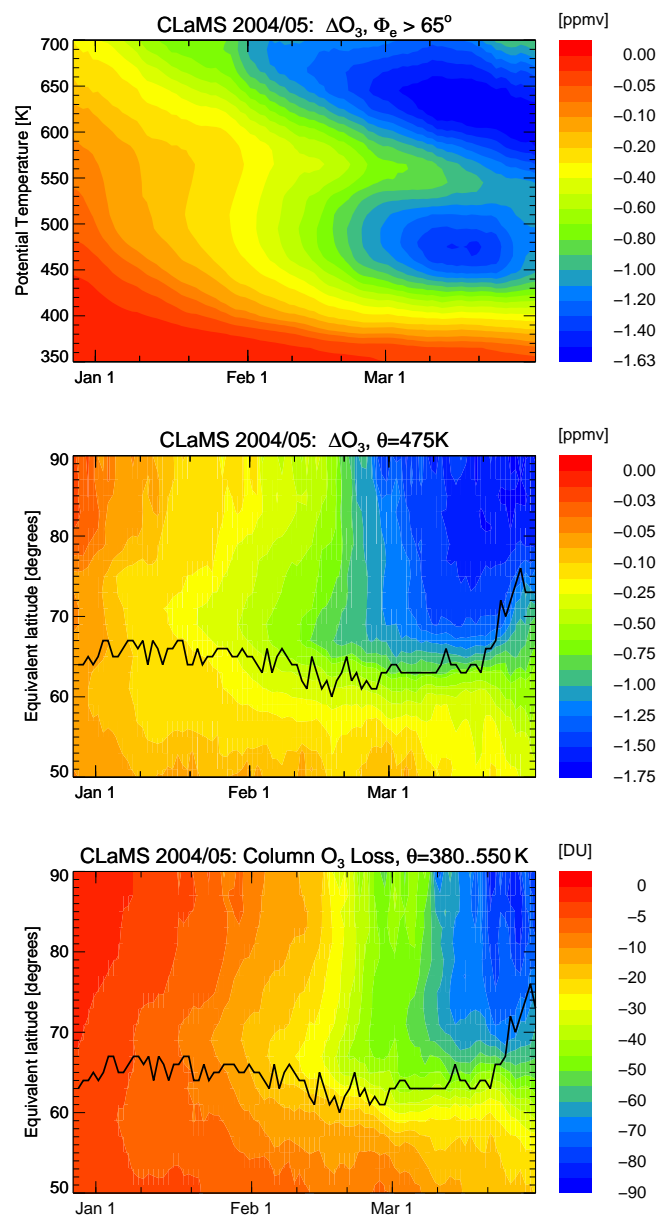 CLaMS 2004/05: ΔO₃, Φₑ > 65°
[ppmv]
Potential Temperature [K]
700
650
600
550
500
450
400
350
Jan 1
Feb 1
Mar 1
0.00
−0.05
−0.10
−0.20
−0.40
−0.60
−0.80
−1.00
−1.20
−1.40
−1.63
CLaMS 2004/05: ΔO₃, θ=475K
[ppmv]
Equivalent latitude [degrees]
90
80
70
60
50
Jan 1
Feb 1
Mar 1
0.00
−0.03
−0.10
−0.20
−0.40
−0.60
−0.80
−1.00
−1.25
−1.50
−1.75
CLaMS 2004/05: Column O₃ Loss, θ=380..550 K
[DU]
Equivalent latitude [degrees]
90
80
70
60
50
Jan 1
Feb 1
Mar 1
0
−5
−10
−20
−30
−40
−50
−60
−70
−80
−90